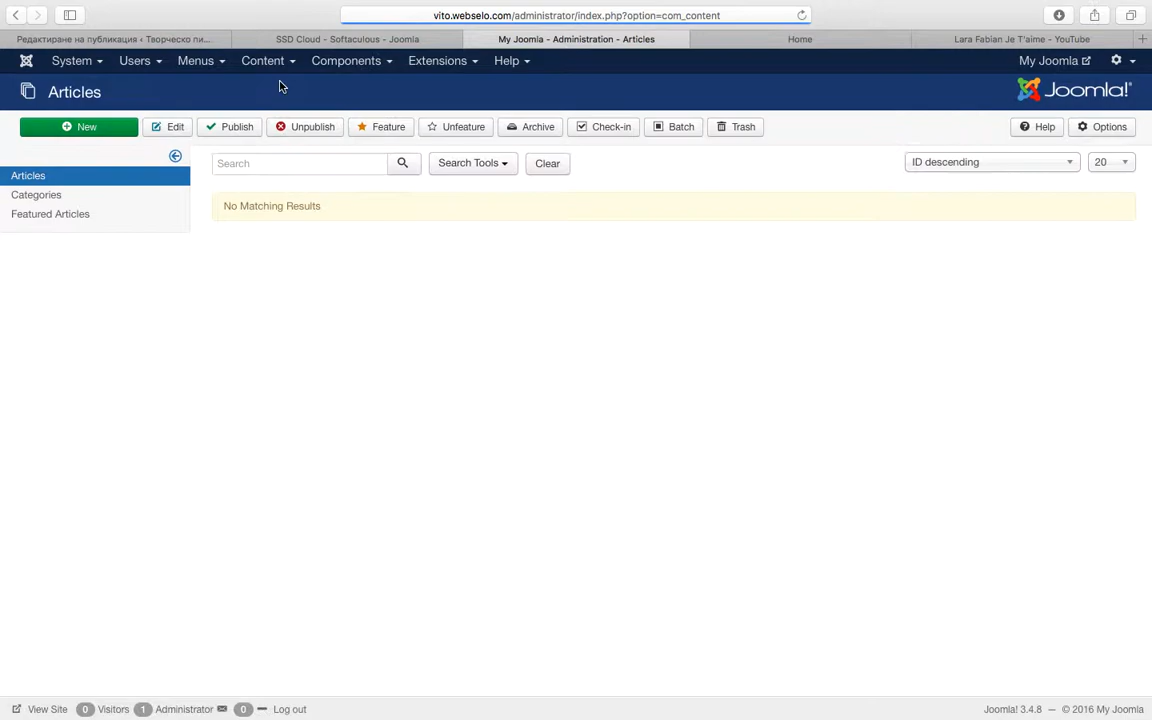 vito.webselo.com/administrator/index.php?option=com_content
Редактиране на публикация ‹ Творческо пи...
SSD Cloud - Softaculous - Joomla
My Joomla - Administration - Articles
Home
Lara Fabian Je T'aime - YouTube
System
Users
Menus
Content
Components
Extensions
Help
My Joomla
Articles
Joomla!®
New
Edit
Publish
Unpublish
Feature
Unfeature
Archive
Check-in
Batch
Trash
Help
Options
Articles
Categories
Featured Articles
Search
Search Tools
Clear
ID descending
20
No Matching Results
View Site
0 Visitors
1 Administrator
0
Log out
Joomla! 3.4.8 — © 2016 My Joomla